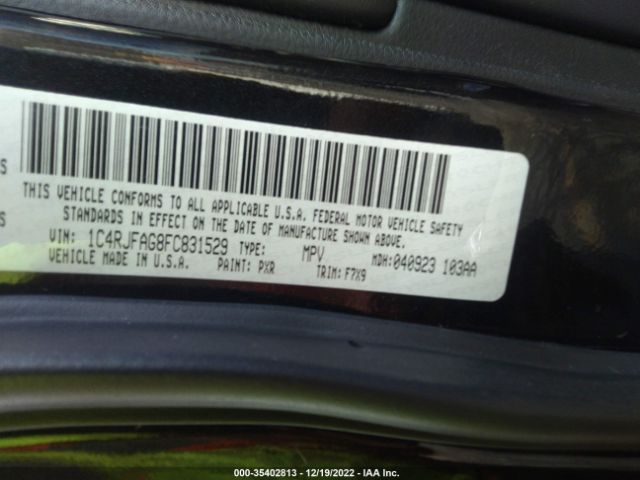 THIS VEHICLE CONFORMS TO ALL APPLICABLE U.S.A. FEDERAL MOTOR VEHICLE SAFETY
STANDARDS IN EFFECT ON THE DATE OF MANUFACTURE SHOWN ABOVE.
VIN: 1C4RJFAG8FC831529 TYPE: MPV MDH:040923 103AA
VEHICLE MADE IN U.S.A. PAINT: PXR TRIM:F7X9
000-35402813 - 12/19/2022 - IAA Inc.